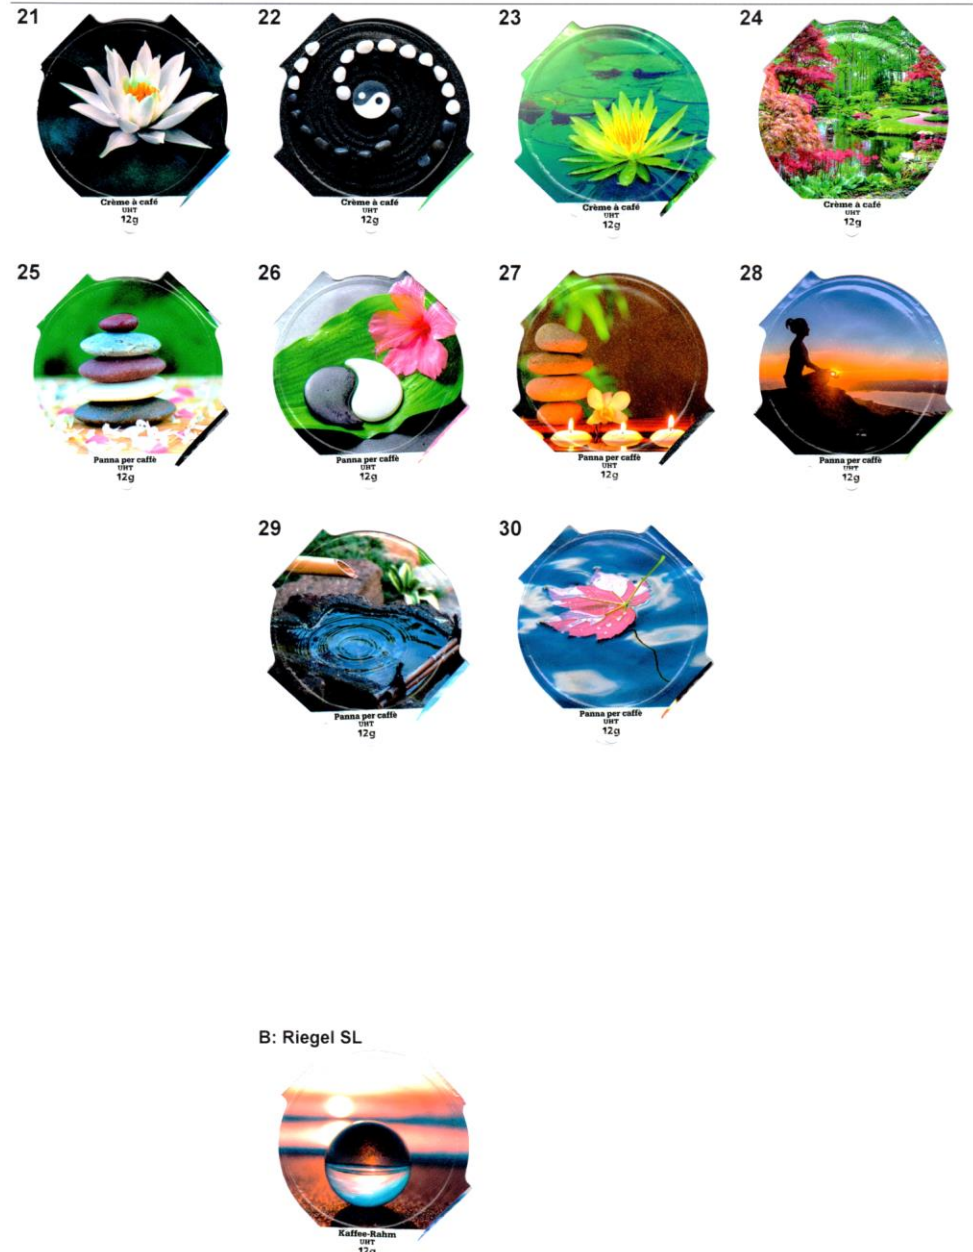 21
22
23
24
Crème à café
UHT
12g
Crème à café
UHT
12g
Crème à café
UHT
12g
Crème à café
UHT
12g
25
26
27
28
Panna per caffè
UHT
12g
Panna per caffè
UHT
12g
Panna per caffè
UHT
12g
Panna per caffè
UHT
12g
29
30
Panna per caffè
UHT
12g
Panna per caffè
UHT
12g
B: Riegel SL
Kaffee-Rahm
UHT
12g